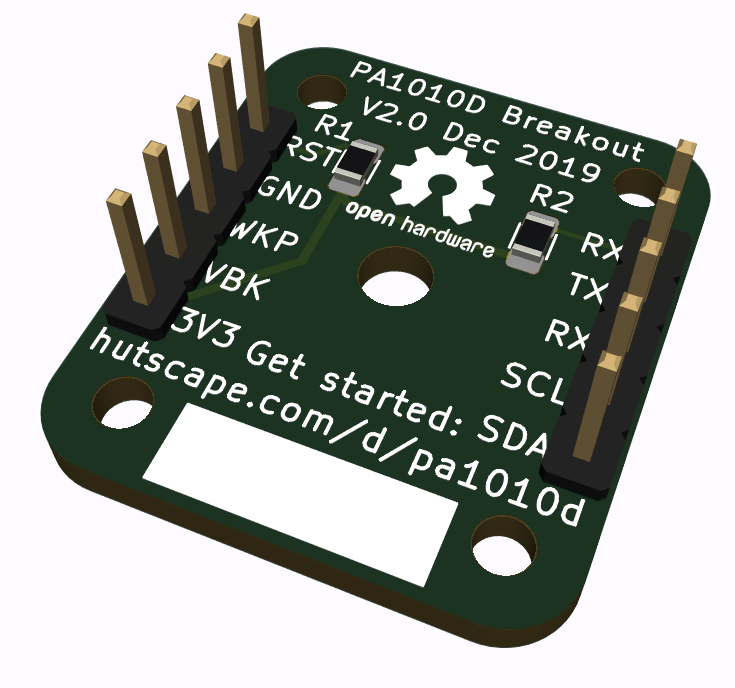 PA1010D Breakout
V2.0 Dec 2019
R1
R2
RST
GND
WKP
VBK
3V3
open hardware
RX
TX
RX
SCL
SDA
Get started:
hutscape.com/d/pa1010d